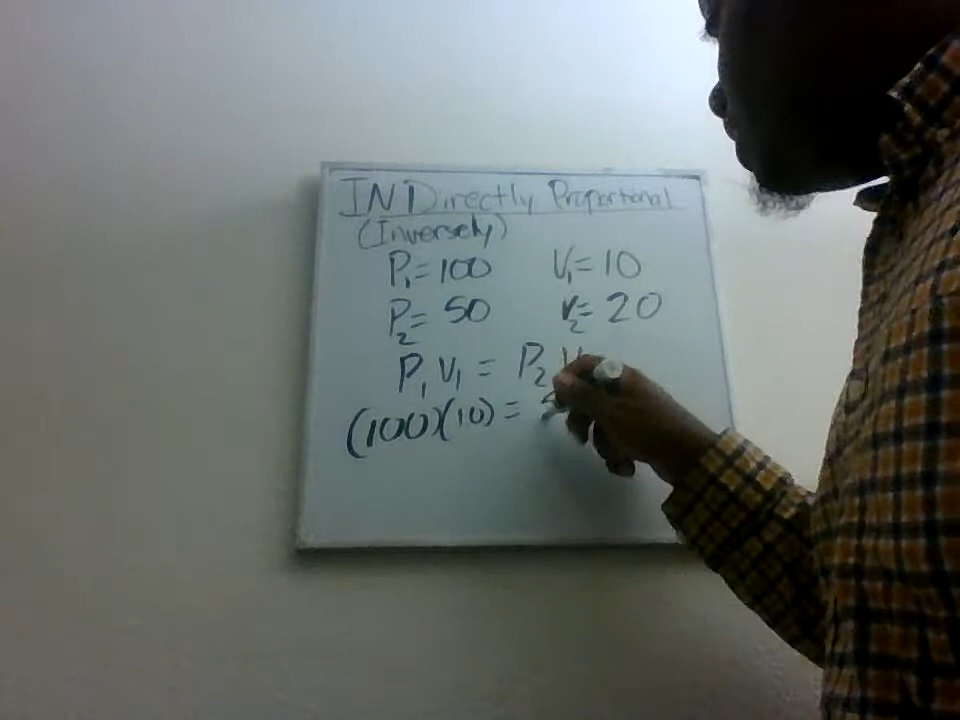 INDirectly Proportional
(Inversely)
P₁ = 100 V₁ = 10
P₂ = 50 V₂ = 20
P₁ V₁ = P₂ V
(100)(10) =